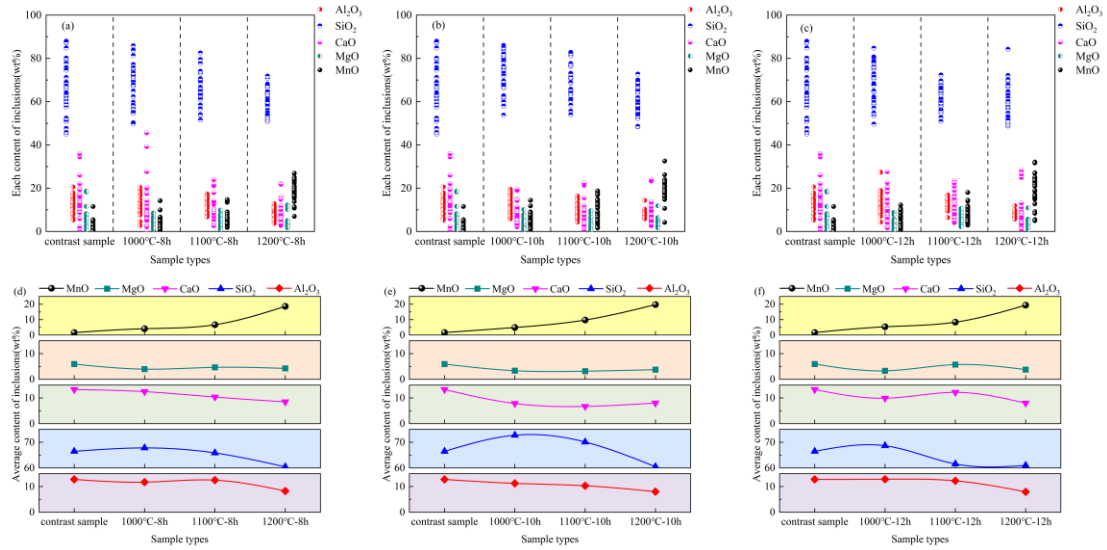 (a)
Al₂O₃
SiO₂
CaO
MgO
MnO
Each content of inclusions(wt%)
100
80
60
40
20
0
contrast sample 1000°C-8h 1100°C-8h 1200°C-8h
Sample types
(b)
Al₂O₃
SiO₂
CaO
MgO
MnO
Each content of inclusions(wt%)
100
80
60
40
20
0
contrast sample 1000°C-10h 1100°C-10h 1200°C-10h
Sample types
(c)
Al₂O₃
SiO₂
CaO
MgO
MnO
Each content of inclusions(wt%)
100
80
60
40
20
0
contrast sample 1000°C-12h 1100°C-12h 1200°C-12h
Sample types
(d)
MnO MgO CaO SiO₂ Al₂O₃
Average content of inclusions(wt%)
20
10
0
10
0
10
0
70
60
10
0
contrast sample 1000°C-8h 1100°C-8h 1200°C-8h
Sample types
(e)
MnO MgO CaO SiO₂ Al₂O₃
Average content of inclusions(wt%)
20
10
0
10
0
10
0
70
60
10
0
contrast sample 1000°C-10h 1100°C-10h 1200°C-10h
Sample types
(f)
MnO MgO CaO SiO₂ Al₂O₃
Average content of inclusions(wt%)
20
10
0
10
0
10
0
70
60
10
0
contrast sample 1000°C-12h 1100°C-12h 1200°C-12h
Sample types